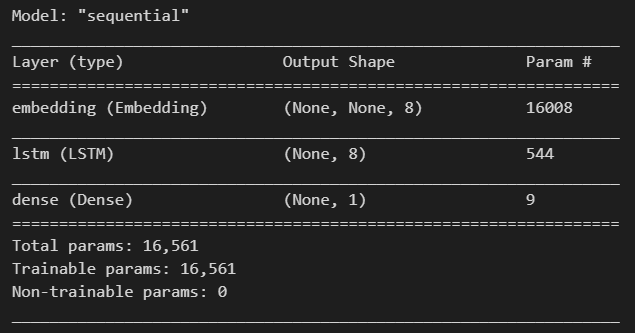 Model: "sequential"
Layer (type) Output Shape Param #
embedding (Embedding) (None, None, 8) 16008
lstm (LSTM) (None, 8) 544
dense (Dense) (None, 1) 9
Total params: 16,561
Trainable params: 16,561
Non-trainable params: 0